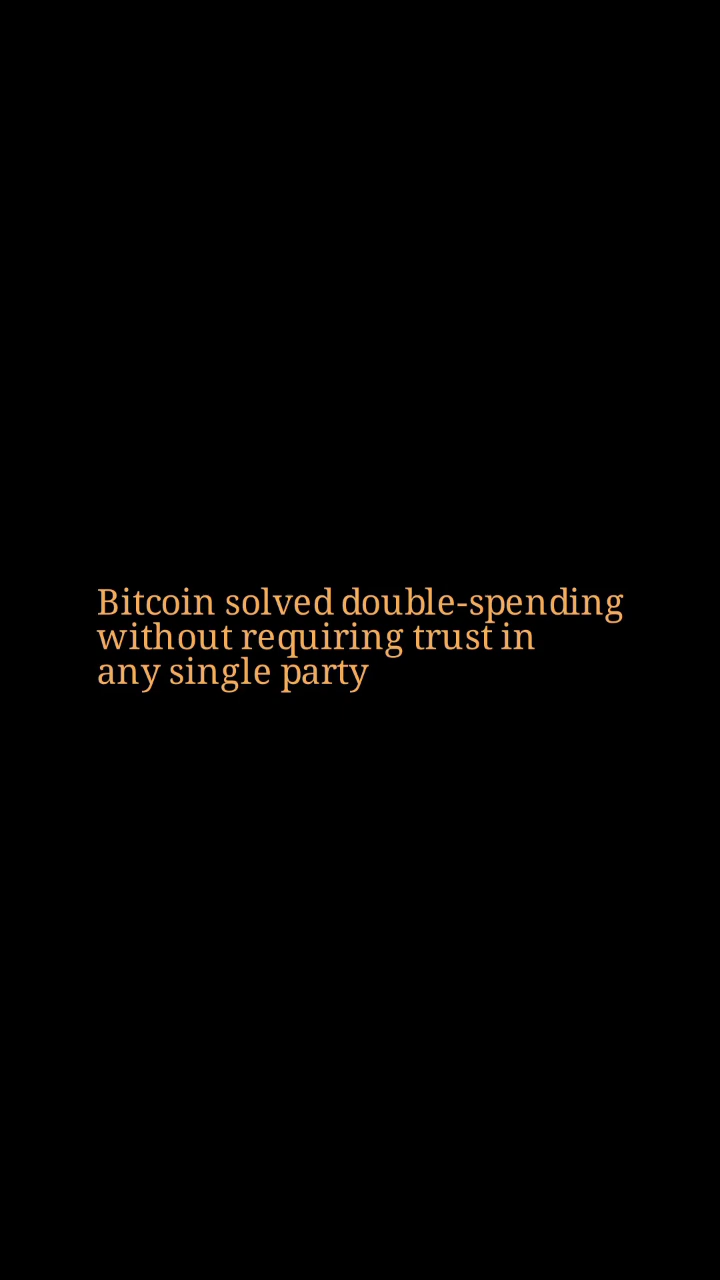 Bitcoin solved double-spending
without requiring trust in
any single party